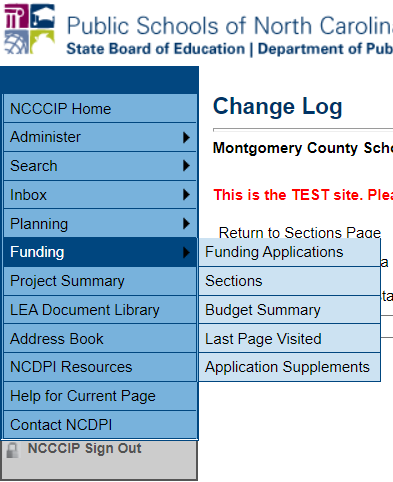 Public Schools of North Carolin
State Board of Education | Department of Pub
NCCCIP Home
Administer
Search
Inbox
Planning
Funding
Project Summary
LEA Document Library
Address Book
NCDPI Resources
Help for Current Page
Contact NCDPI
NCCCIP Sign Out
Change Log
Montgomery County Scho
This is the TEST site. Plea
Return to Sections Page
Funding Applications
Sections
Budget Summary
Last Page Visited
Application Supplements